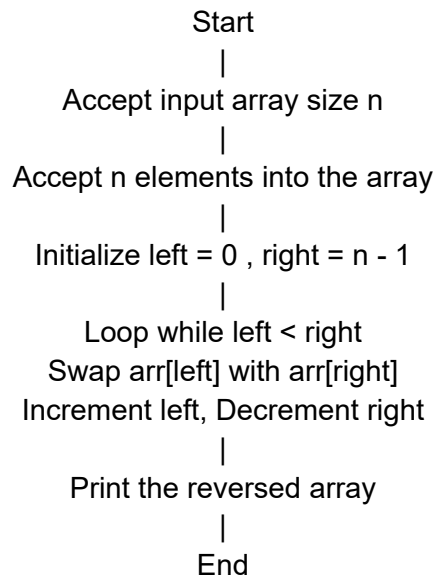 Start
|
Accept input array size n
|
Accept n elements into the array
|
Initialize left = 0 , right = n - 1
|
Loop while left < right
Swap arr[left] with arr[right]
Increment left, Decrement right
|
Print the reversed array
|
End